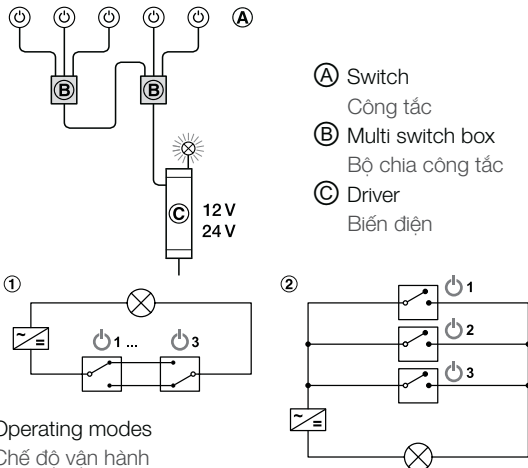 Ⓐ
Ⓑ Ⓑ
Ⓒ
12 V
24 V
Ⓐ Switch
Công tắc
Ⓑ Multi switch box
Bộ chia công tắc
Ⓒ Driver
Biến điện
①
1 ... 3
②
1
2
3
Operating modes
Chế độ vận hành